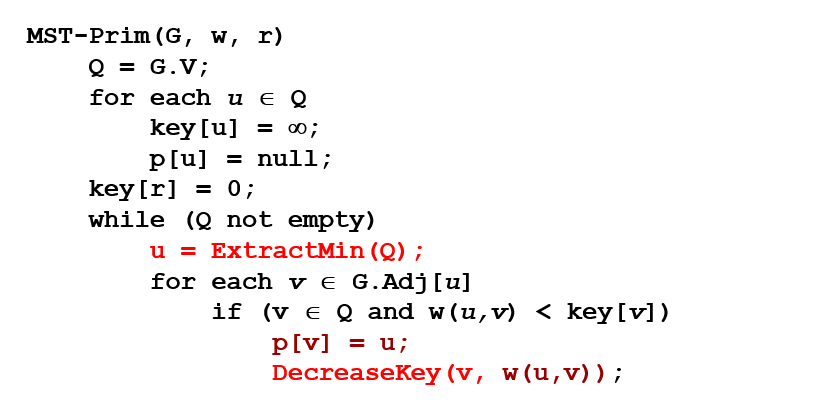 MST-Prim(G, w, r)
Q = G.V;
for each u ∈ Q
key[u] = ∞;
p[u] = null;
key[r] = 0;
while (Q not empty)
u = ExtractMin(Q);
for each v ∈ G.Adj[u]
if (v ∈ Q and w(u,v) < key[v])
p[v] = u;
DecreaseKey(v, w(u,v));